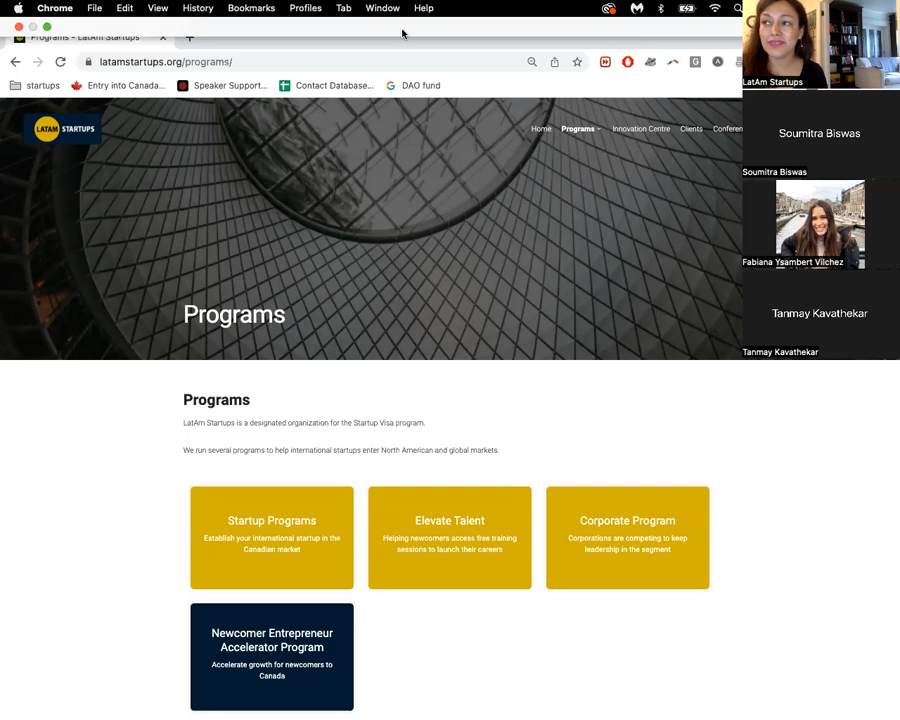 Chrome File Edit View History Bookmarks Profiles Tab Window Help
Programs - LatAm Startups
latamstartups.org/programs/
startups Entry into Canada... Speaker Support... Contact Database... DAO fund
LATAM STARTUPS
Home Programs Innovation Centre Clients Conferen
LatAm Startups
Soumitra Biswas
Soumitra Biswas
Fabiana Ysambert Vilchez
Tanmay Kavathekar
Tanmay Kavathekar
Programs
Programs
LatAm Startups is a designated organization for the Startup Visa program.
We run several programs to help international startups enter North American and global markets.
Startup Programs
Establish your international startup in the
Canadian market
Elevate Talent
Helping newcomers access free training
sessions to launch their careers
Corporate Program
Corporations are competing to keep
leadership in the segment
Newcomer Entrepreneur
Accelerator Program
Accelerate growth for newcomers to
Canada